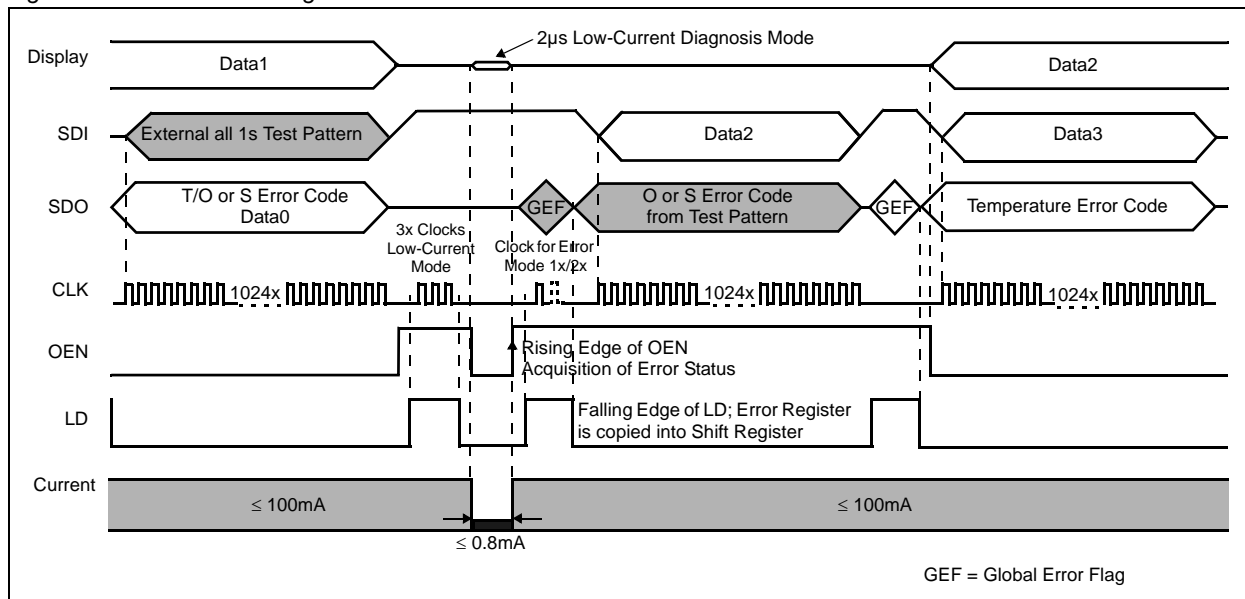 2µs Low-Current Diagnosis Mode
Display
Data1
Data2
SDI
External all 1s Test Pattern
Data2
Data3
SDO
T/O or S Error Code
Data0
GEF
O or S Error Code
from Test Pattern
GEF
Temperature Error Code
3x Clocks
Low-Current
Mode
Clock for Error
Mode 1x/2x
CLK
1024x
1024x
1024x
OEN
Rising Edge of OEN
Acquisition of Error Status
LD
Falling Edge of LD; Error Register
is copied into Shift Register
Current
≤ 100mA
≤ 100mA
≤ 0.8mA
GEF = Global Error Flag